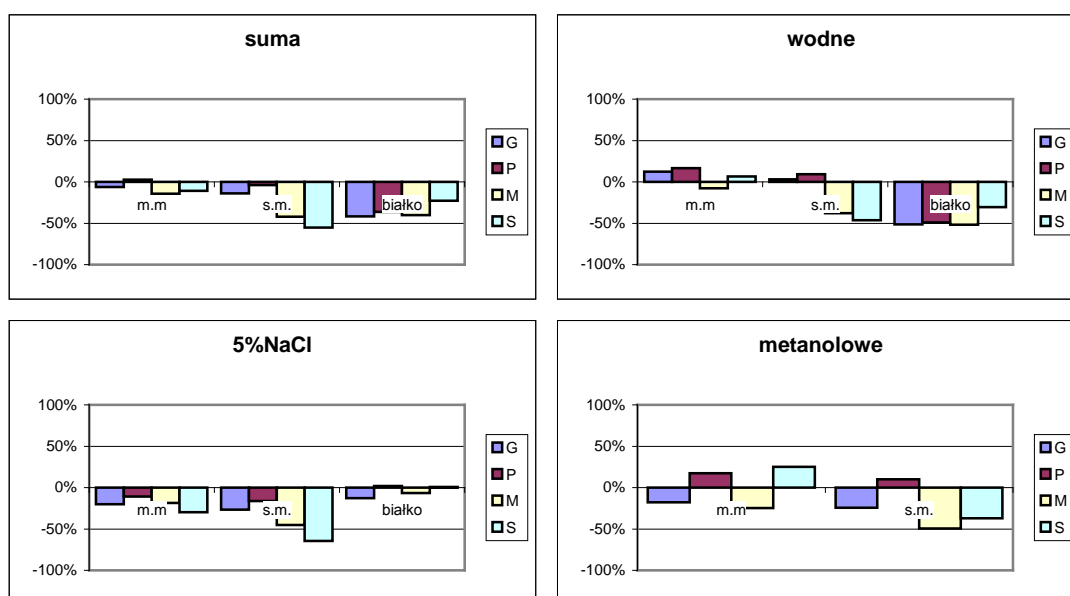 suma
100%
50%
0%
-50%
-100%
m.m
s.m.
białko
G
P
M
S
wodne
100%
50%
0%
-50%
-100%
m.m
s.m.
białko
G
P
M
S
5%NaCl
100%
50%
0%
-50%
-100%
m.m
s.m.
białko
G
P
M
S
metanolowe
100%
50%
0%
-50%
-100%
m.m
s.m.
G
P
M
S